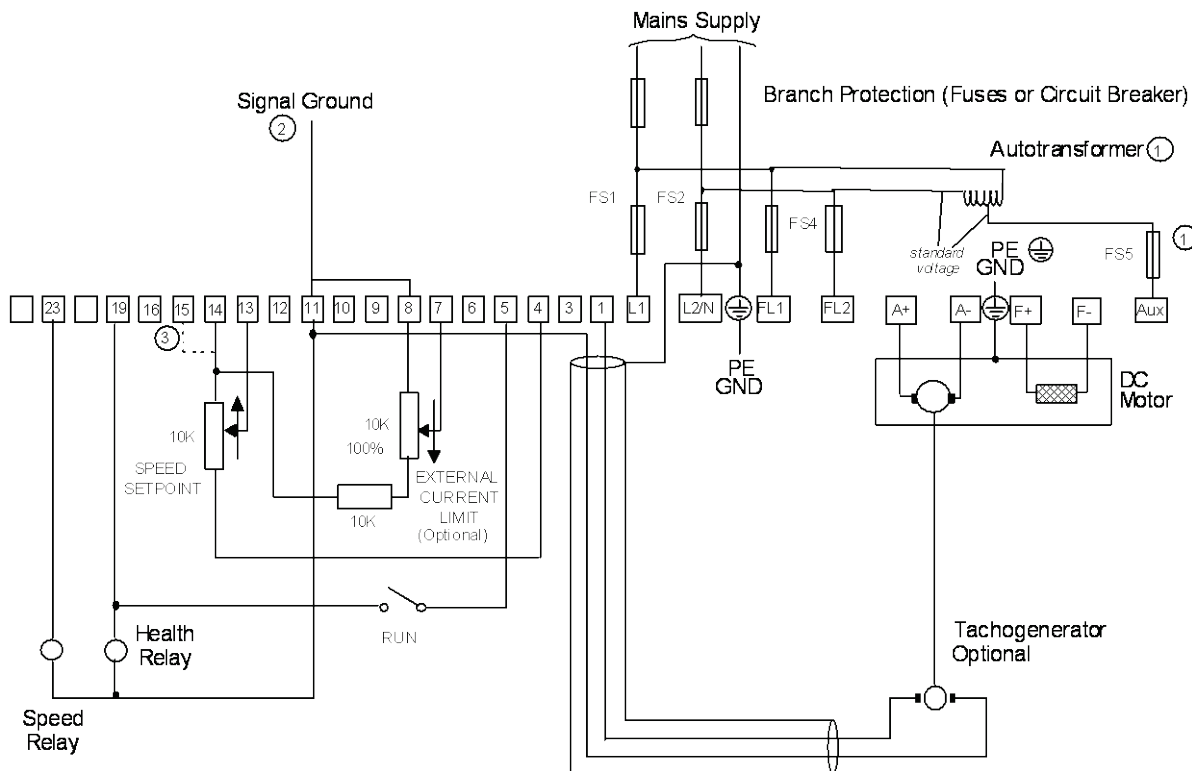 Mains Supply
Signal Ground
2
Branch Protection (Fuses or Circuit Breaker)
Autotransformer 1
FS1
FS2
FS4
standard
voltage
PE
GND
FS5
1
23
19
16
15
14
13
12
11
10
9
8
7
6
5
4
3
1
L1
L2/N
FL1
FL2
A+
A-
F+
F-
Aux
3
PE
GND
DC
Motor
10K
SPEED
SETPOINT
10K
100%
EXTERNAL
CURRENT
LIMIT
(Optional)
10K
RUN
Health
Relay
Speed
Relay
Tachogenerator
Optional